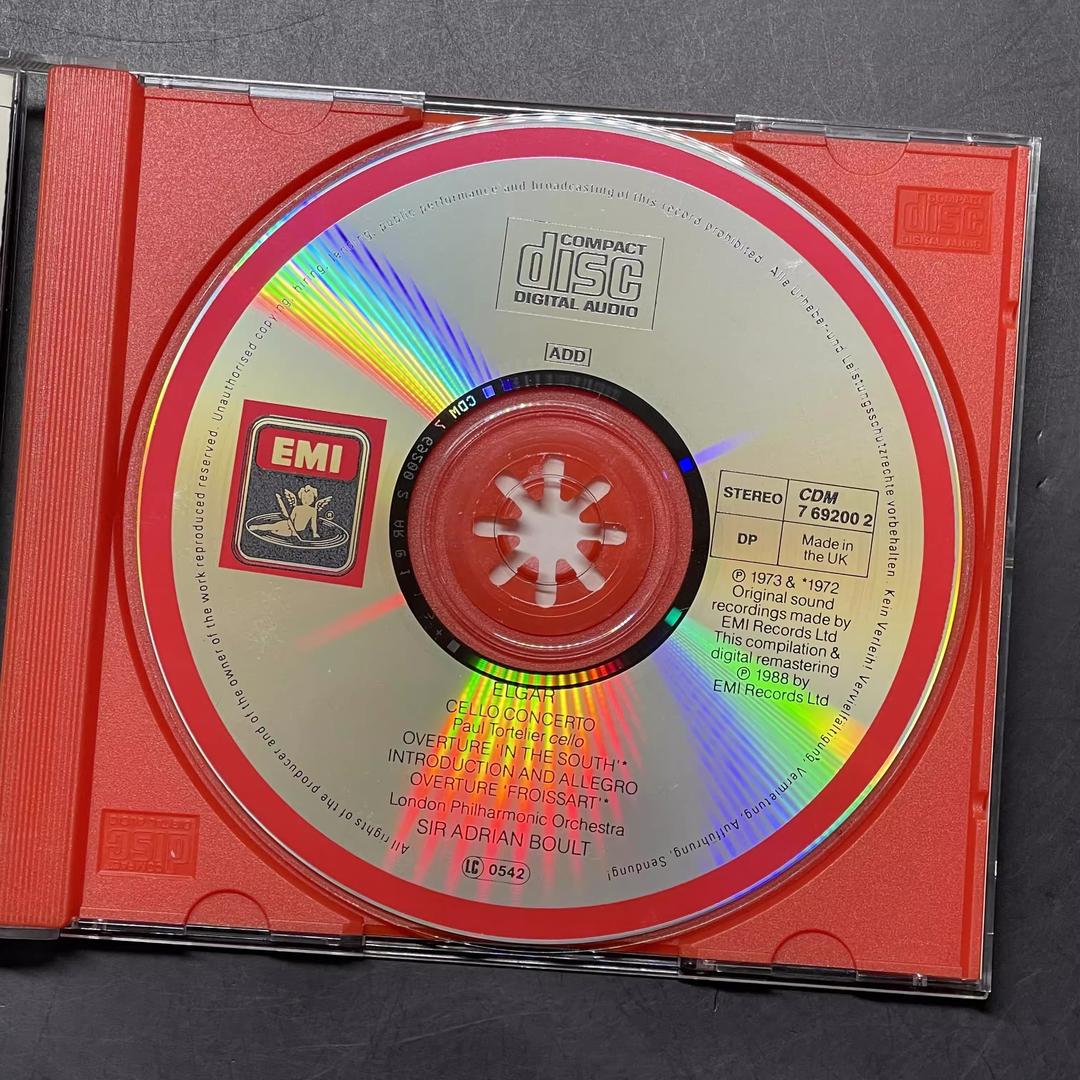 All rights of the producer and of the owner of the work reproduced reserved. Unauthorised copying, hiring, lending, public performance and broadcasting of this record prohibited. Alle Urheber-und Leistungsschutzrechte vorbehalten. Kein Verleih! Vervielfältigung, Vermietung, Aufführung, Sendung!
COMPACT
disc
DIGITAL AUDIO
COMPACT
disc
DIGITAL AUDIO
ADD
EMI
®
CDM 7 69200 2
STEREO
CDM
7 69200 2
DP
Made in
the UK
℗ 1973 & *1972
Original sound
recordings made by
EMI Records Ltd
This compilation &
digital remastering
℗ 1988 by
EMI Records Ltd
ELGAR
CELLO CONCERTO
Paul Tortelier cello
OVERTURE 'IN THE SOUTH'*
INTRODUCTION AND ALLEGRO
OVERTURE 'FROISSART'*
London Philharmonic Orchestra
SIR ADRIAN BOULT
LC 0542
disc